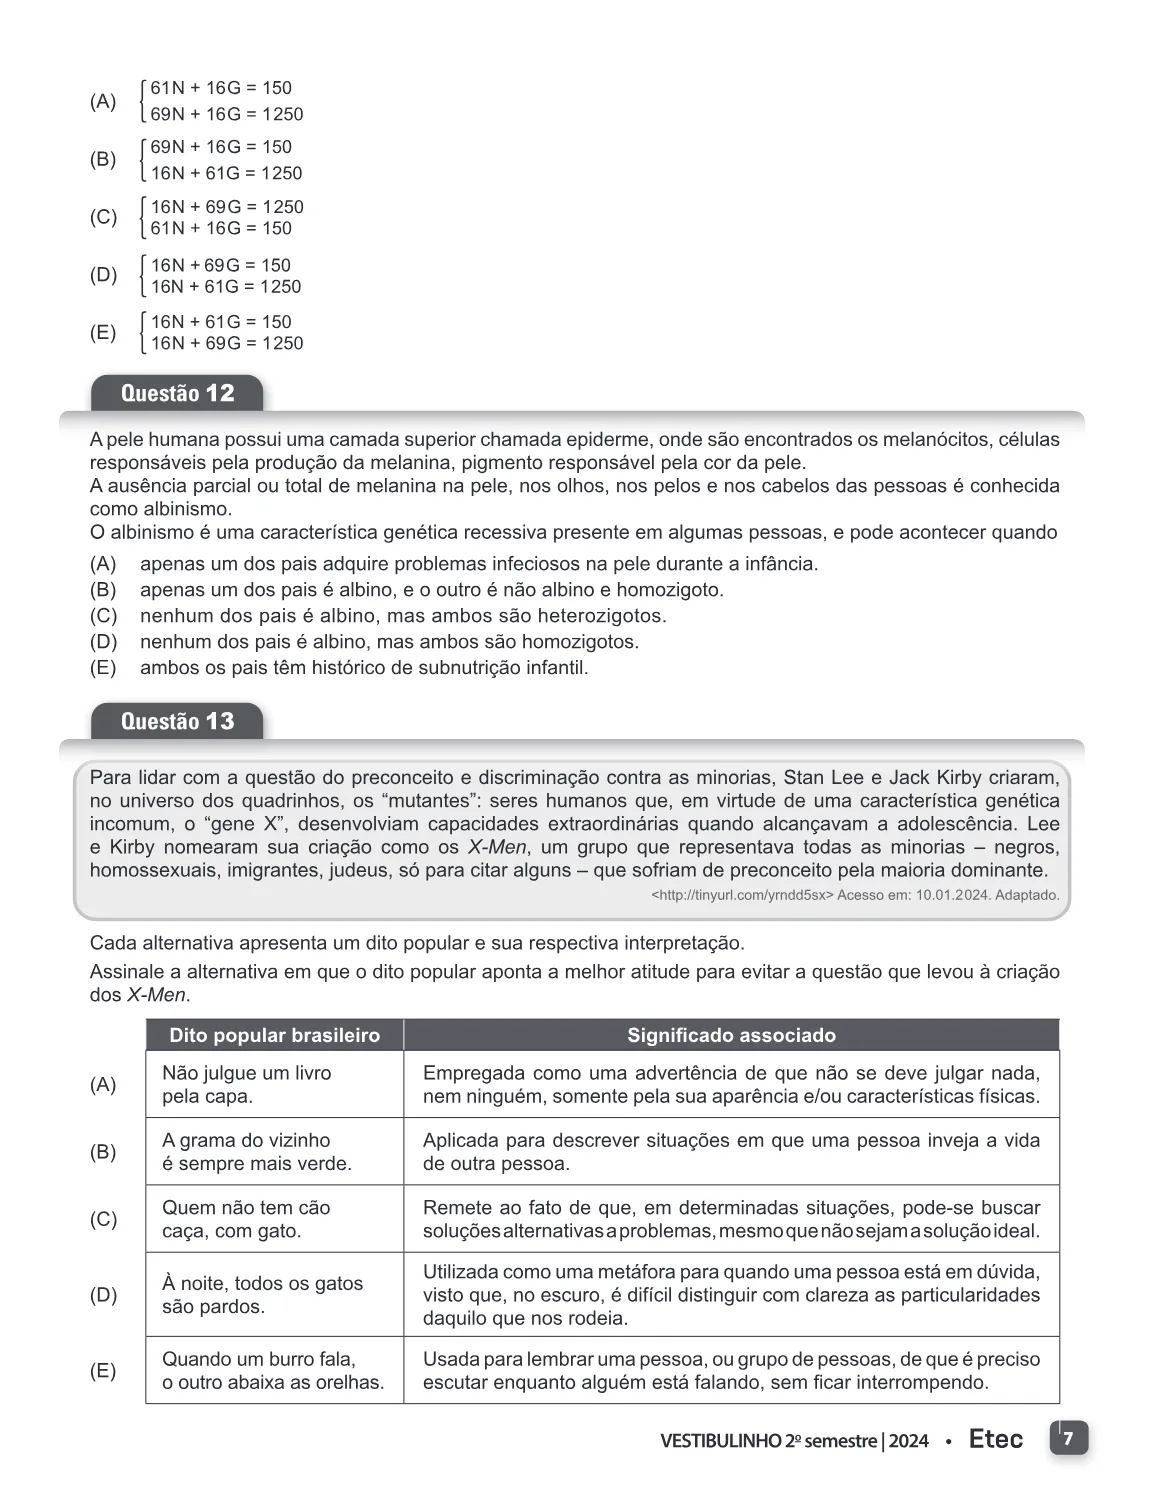 (A) 61N + 16G = 150
69N + 16G = 1250
(B) 69N + 16G = 150
16N + 61G = 1250
(C) 16N + 69G = 1250
61N + 16G = 150
(D) 16N + 69G = 150
16N + 61G = 1250
(E) 16N + 61G = 150
16N + 69G = 1250
Questão 12
A pele humana possui uma camada superior chamada epiderme, onde são encontrados os melanócitos, células
responsáveis pela produção da melanina, pigmento responsável pela cor da pele.
A ausência parcial ou total de melanina na pele, nos olhos, nos pelos e nos cabelos das pessoas é conhecida
como albinismo.
O albinismo é uma característica genética recessiva presente em algumas pessoas, e pode acontecer quando
(A) apenas um dos pais adquire problemas infeciosos na pele durante a infância.
(B) apenas um dos pais é albino, e o outro é não albino e homozigoto.
(C) nenhum dos pais é albino, mas ambos são heterozigotos.
(D) nenhum dos pais é albino, mas ambos são homozigotos.
(E) ambos os pais têm histórico de subnutrição infantil.
Questão 13
Para lidar com a questão do preconceito e discriminação contra as minorias, Stan Lee e Jack Kirby criaram,
no universo dos quadrinhos, os “mutantes”: seres humanos que, em virtude de uma característica genética
incomum, o “gene X”, desenvolviam capacidades extraordinárias quando alcançavam a adolescência. Lee
e Kirby nomearam sua criação como os X-Men, um grupo que representava todas as minorias – negros,
homossexuais, imigrantes, judeus, só para citar alguns – que sofriam de preconceito pela maioria dominante.
<http://tinyurl.com/yrndd5sx> Acesso em: 10.01.2024. Adaptado.
Cada alternativa apresenta um dito popular e sua respectiva interpretação.
Assinale a alternativa em que o dito popular aponta a melhor atitude para evitar a questão que levou à criação
dos X-Men.
Dito popular brasileiro Significado associado
(A)
Não julgue um livro
pela capa.
Empregada como uma advertência de que não se deve julgar nada,
nem ninguém, somente pela sua aparência e/ou características físicas.
(B)
A grama do vizinho
é sempre mais verde.
Aplicada para descrever situações em que uma pessoa inveja a vida
de outra pessoa.
(C)
Quem não tem cão
caça, com gato.
Remete ao fato de que, em determinadas situações, pode-se buscar
soluções alternativas a problemas, mesmo que não sejam a solução ideal.
(D)
À noite, todos os gatos
são pardos.
Utilizada como uma metáfora para quando uma pessoa está em dúvida,
visto que, no escuro, é difícil distinguir com clareza as particularidades
daquilo que nos rodeia.
(E)
Quando um burro fala,
o outro abaixa as orelhas.
Usada para lembrar uma pessoa, ou grupo de pessoas, de que é preciso
escutar enquanto alguém está falando, sem ficar interrompendo.
VESTIBULINHO 2º semestre | 2024 • Etec 7